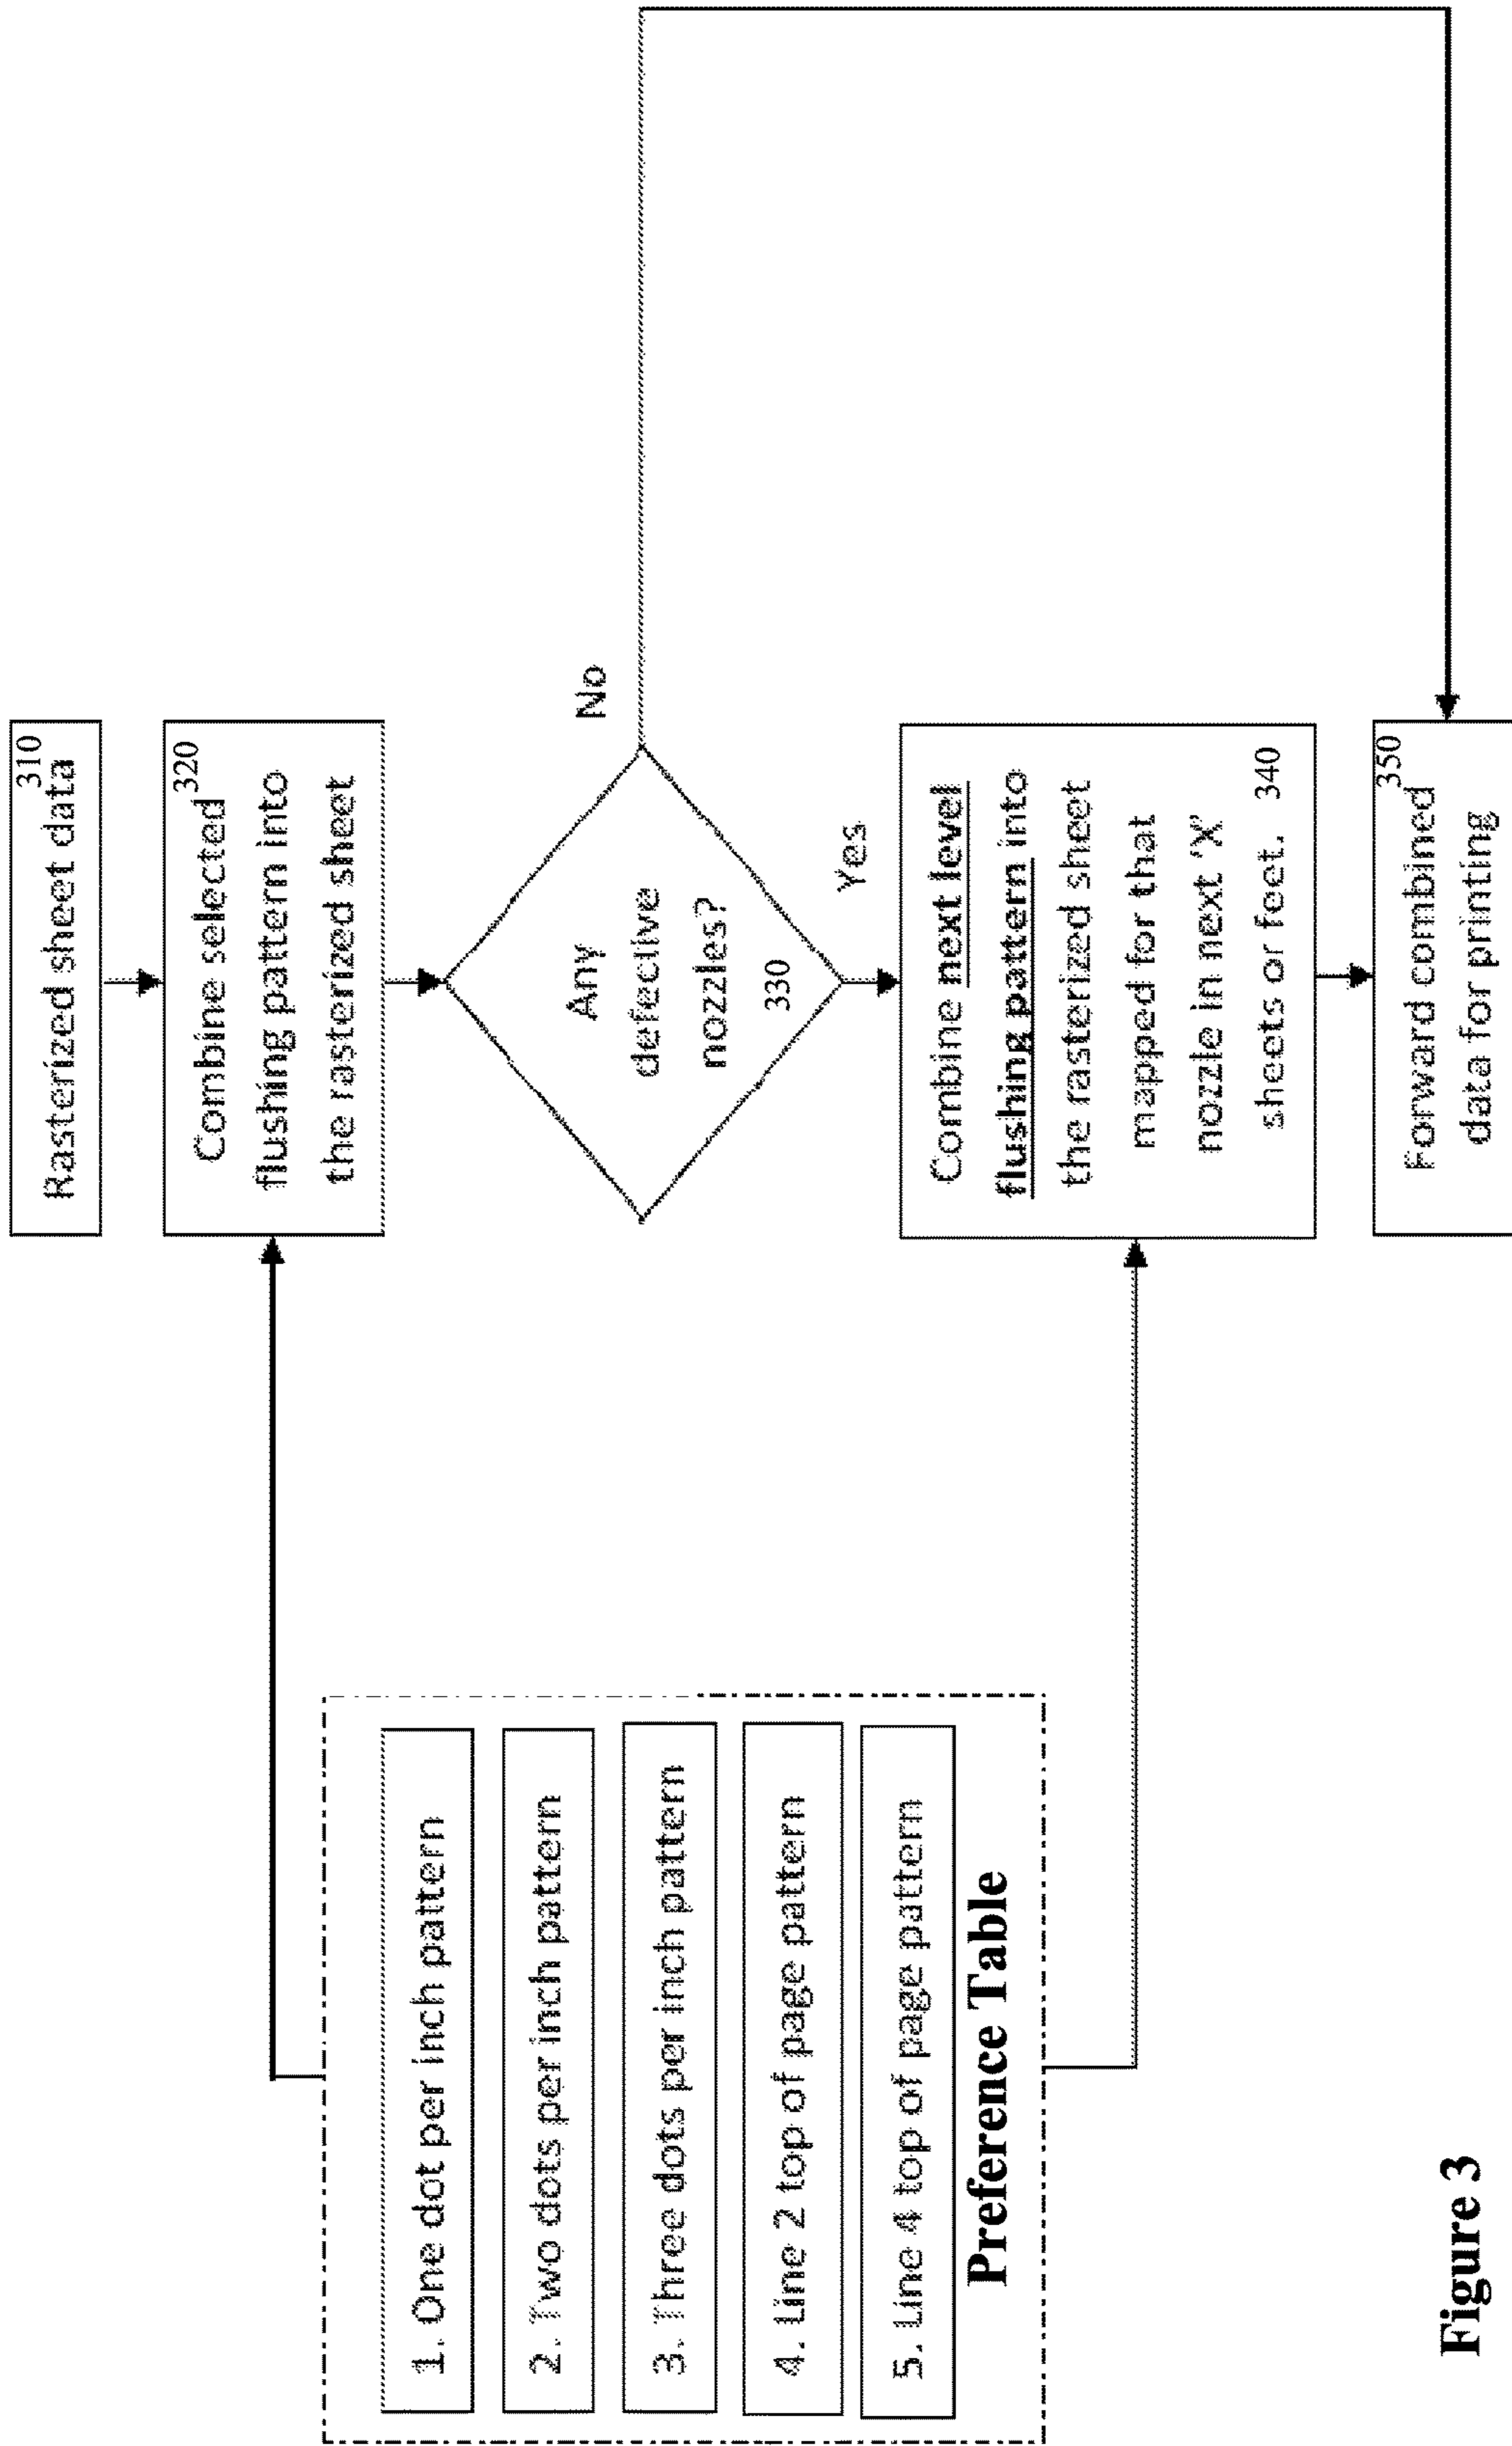 310
Rasterized sheet data
320
Combine selected
flushing pattern into
the rasterized sheet
Any
defective
nozzles?
330
No
Yes
Combine next level
flushing pattern into
the rasterized sheet
mapped for that
nozzle in next ‘X’
sheets or feet. 340
350
Forward combined
data for printing
1. One dot per inch pattern
2. Two dots per inch pattern
3. Three dots per inch pattern
4. Line 2 top of page pattern
5. Line 4 top of page pattern
Preference Table
Figure 3